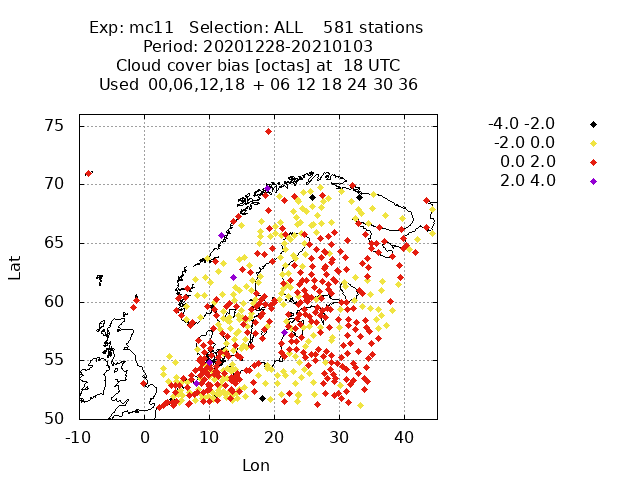 Exp: mc11   Selection: ALL    581 stations
Period: 20201228-20210103
Cloud cover bias [octas] at  18 UTC
Used  00,06,12,18  + 06 12 18 24 30 36
-4.0 -2.0
-2.0 0.0
0.0 2.0
2.0 4.0
75
70
65
60
55
50
Lat
-10 0 10 20 30 40
Lon